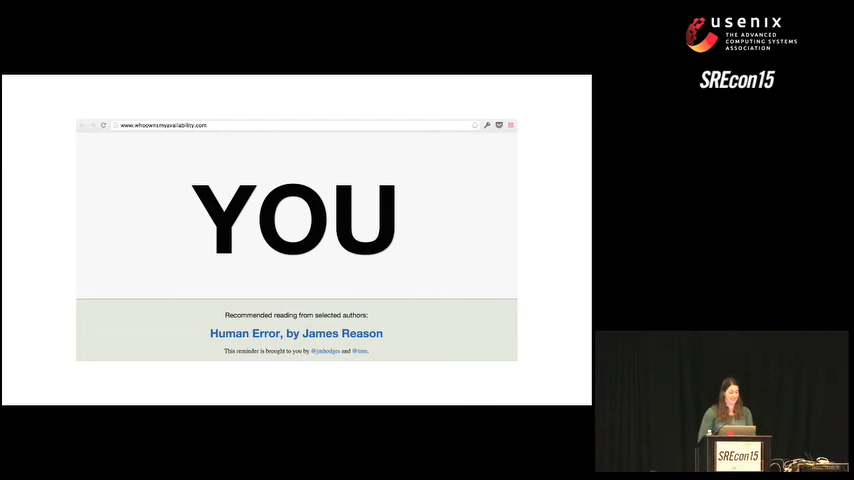 usenix
THE ADVANCED
COMPUTING SYSTEMS
ASSOCIATION
SREcon15
www.whoownsmyavailability.com
YOU
Recommended reading from selected authors:
Human Error, by James Reason
This reminder is brought to you by @jmhodges and @tnm.
SREcon15